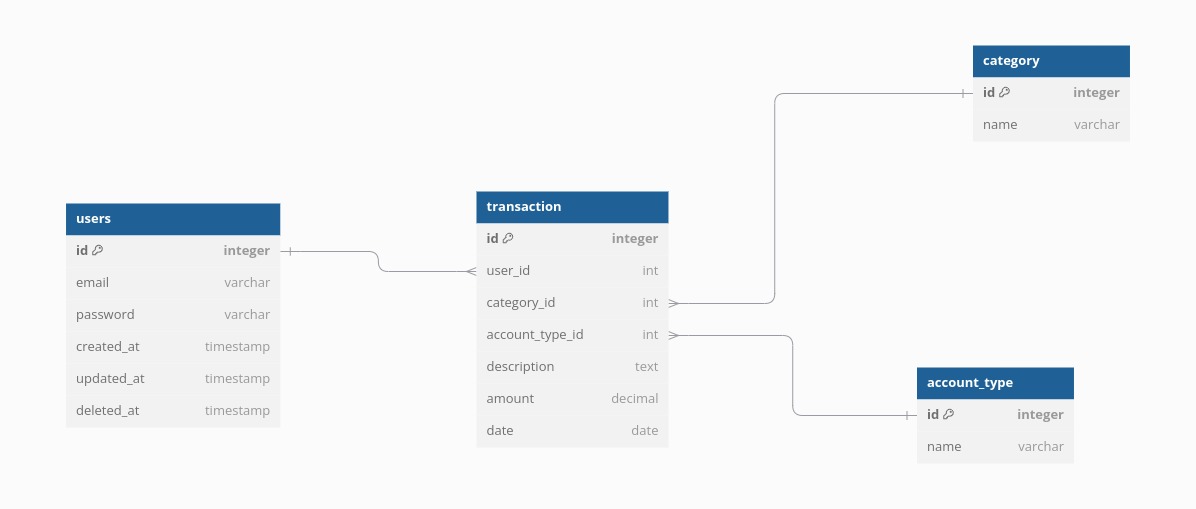 users
id integer
email varchar
password varchar
created_at timestamp
updated_at timestamp
deleted_at timestamp
transaction
id integer
user_id int
category_id int
account_type_id int
description text
amount decimal
date date
category
id integer
name varchar
account_type
id integer
name varchar